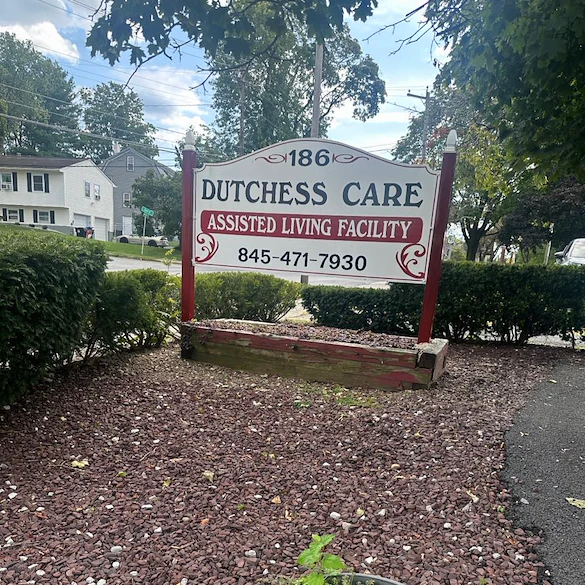 186
DUTCHESS CARE
ASSISTED LIVING FACILITY
845-471-7930